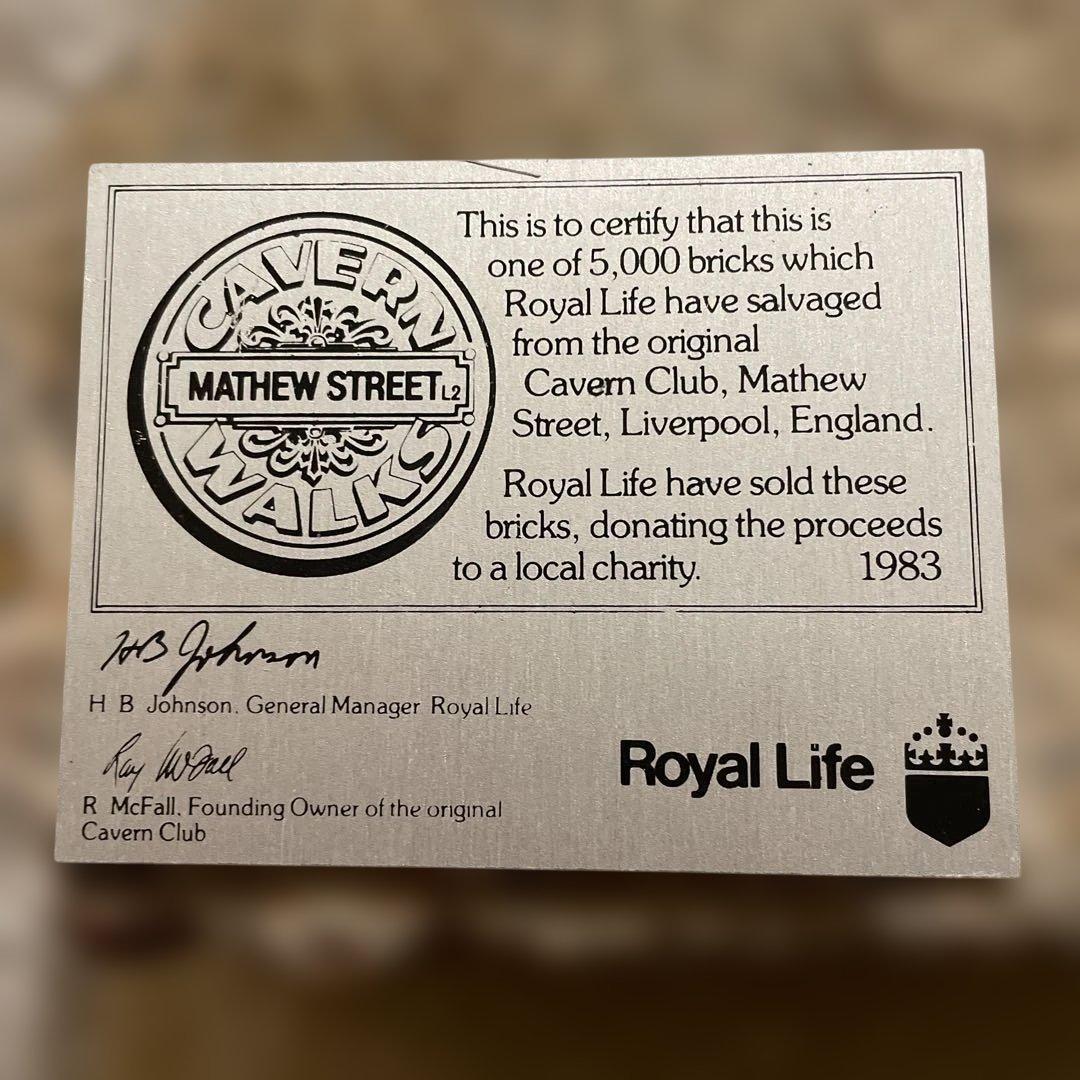 CAVERN
MATHEW STREET L2
WALKS
This is to certify that this is
one of 5,000 bricks which
Royal Life have salvaged
from the original
Cavern Club, Mathew
Street, Liverpool, England.
Royal Life have sold these
bricks, donating the proceeds
to a local charity. 1983
HB Johnson
H B Johnson. General Manager Royal Life
Ray McFall
R McFall, Founding Owner of the original
Cavern Club
Royal Life